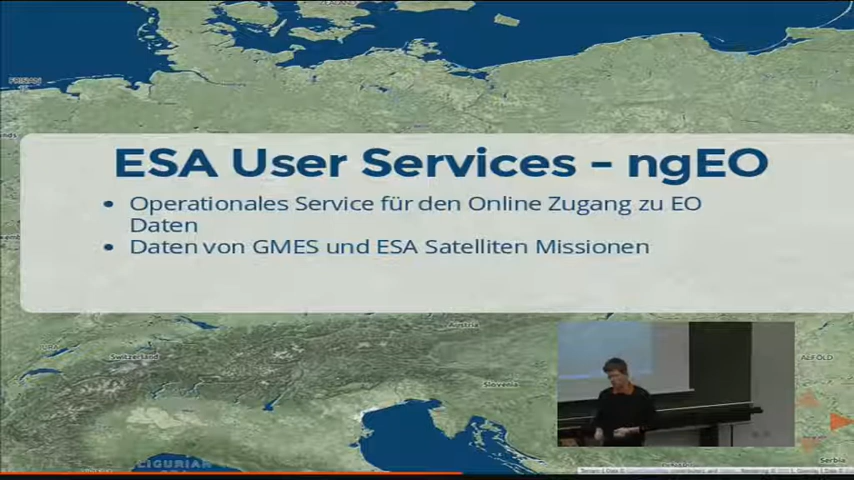 FRISIAN
ESA User Services - ngEO
• Operationales Service für den Online Zugang zu EO
Daten
• Daten von GMES und ESA Satelliten Missionen
Austria
Switzerland
Slovenia
LIGURIAN
Serbia